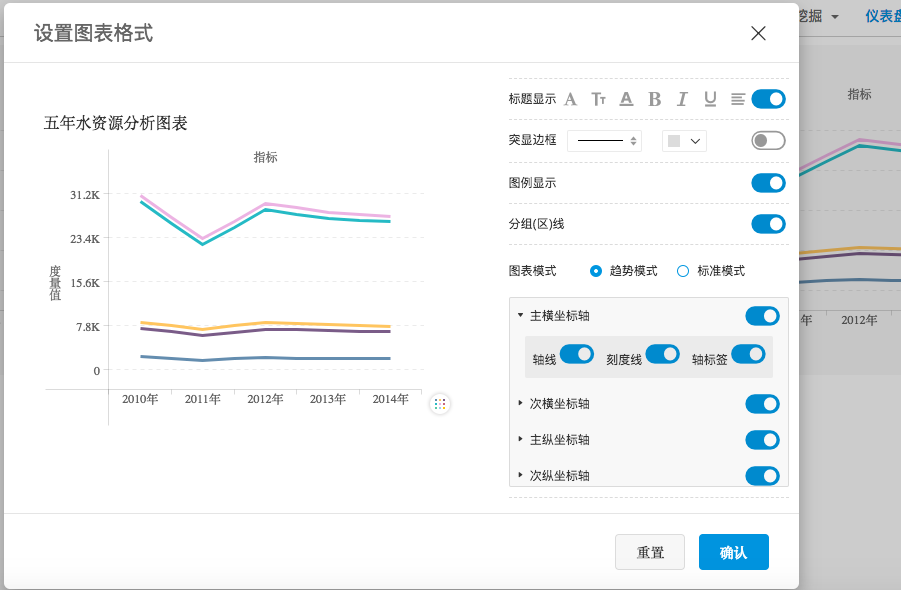 设置图表格式
挖掘
仪表盘
标题显示
五年水资源分析图表
指标
31.2K
23.4K
15.6K
7.8K
0
度量值
2010年 2011年 2012年 2013年 2014年
突显边框
图例显示
分组(区)线
图表模式 趋势模式 标准模式
主横坐标轴
轴线 刻度线 轴标签
次横坐标轴
主纵坐标轴
次纵坐标轴
重置 确认
指标
年 2012年